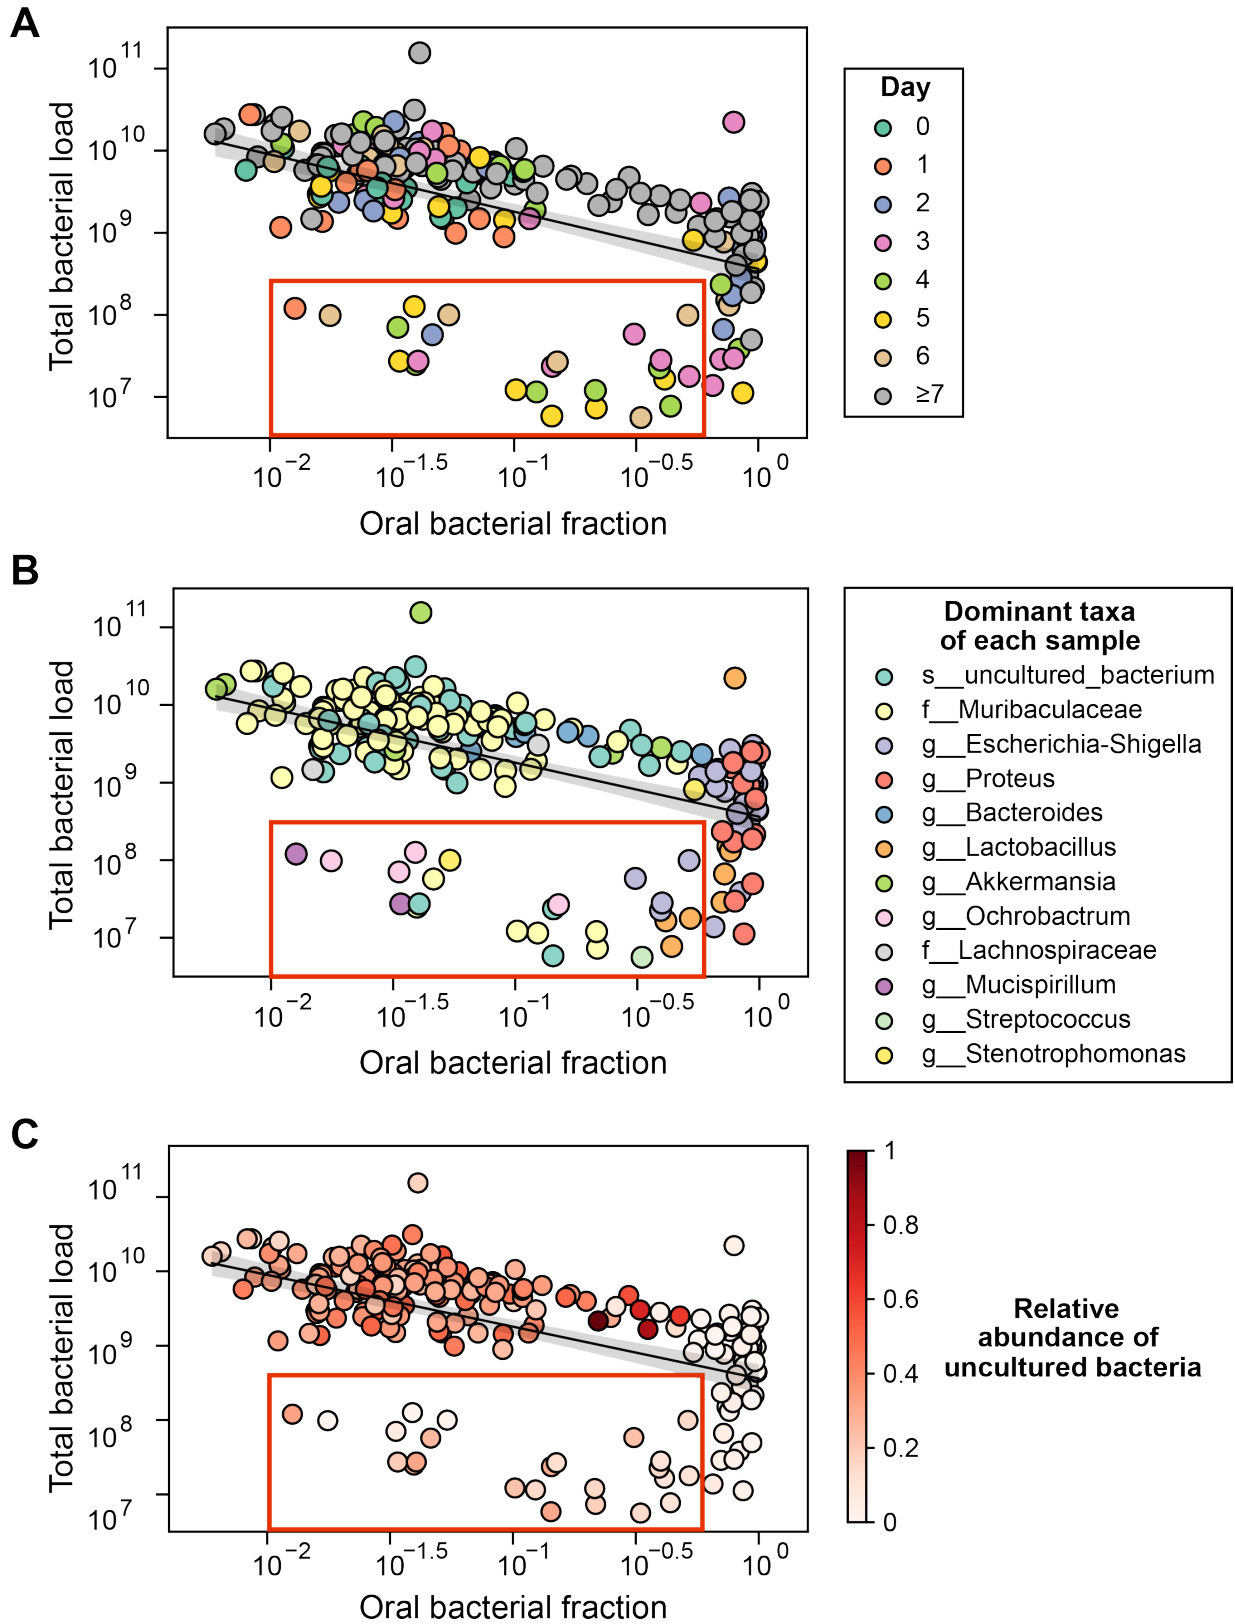 A
Total bacterial load
10^11
10^10
10^9
10^8
10^7
10^−2
10^−1.5
10^−1
10^−0.5
10^0
Oral bacterial fraction
Day
0
1
2
3
4
5
6
≥7
B
Total bacterial load
10^11
10^10
10^9
10^8
10^7
10^−2
10^−1.5
10^−1
10^−0.5
10^0
Oral bacterial fraction
Dominant taxa
of each sample
s__uncultured_bacterium
f__Muribaculaceae
g__Escherichia-Shigella
g__Proteus
g__Bacteroides
g__Lactobacillus
g__Akkermansia
g__Ochrobactrum
f__Lachnospiraceae
g__Mucispirillum
g__Streptococcus
g__Stenotrophomonas
C
Total bacterial load
10^11
10^10
10^9
10^8
10^7
10^−2
10^−1.5
10^−1
10^−0.5
10^0
Oral bacterial fraction
1
0.8
0.6
0.4
0.2
0
Relative
abundance of
uncultured bacteria